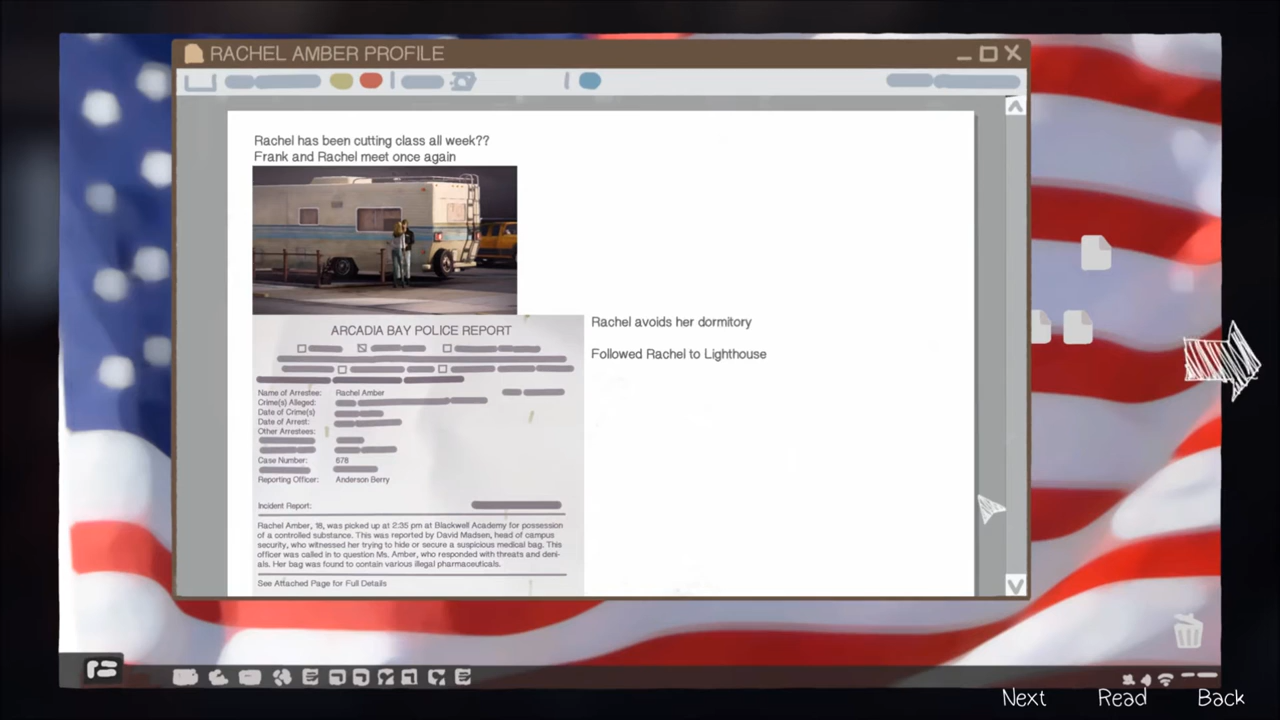 RACHEL AMBER PROFILE
Rachel has been cutting class all week??
Frank and Rachel meet once again
Rachel avoids her dormitory
Followed Rachel to Lighthouse
ARCADIA BAY POLICE REPORT
Name of Arrestee: Rachel Amber
Crime(s) Alleged:
Date of Crime(s)
Date of Arrest:
Other Arrestees:
Case Number: 678
Reporting Officer: Anderson Berry
Incident Report:
Rachel Amber, 18, was picked up at 2:35 pm at Blackwell Academy for possession
of a controlled substance. This was reported by David Madsen, head of campus
security, who witnessed her trying to hide or secure a suspicious medical bag. This
officer was called in to question Ms. Amber, who responded with threats and deni-
als. Her bag was found to contain various illegal pharmaceuticals.
See Attached Page for Full Details
Next Read Back